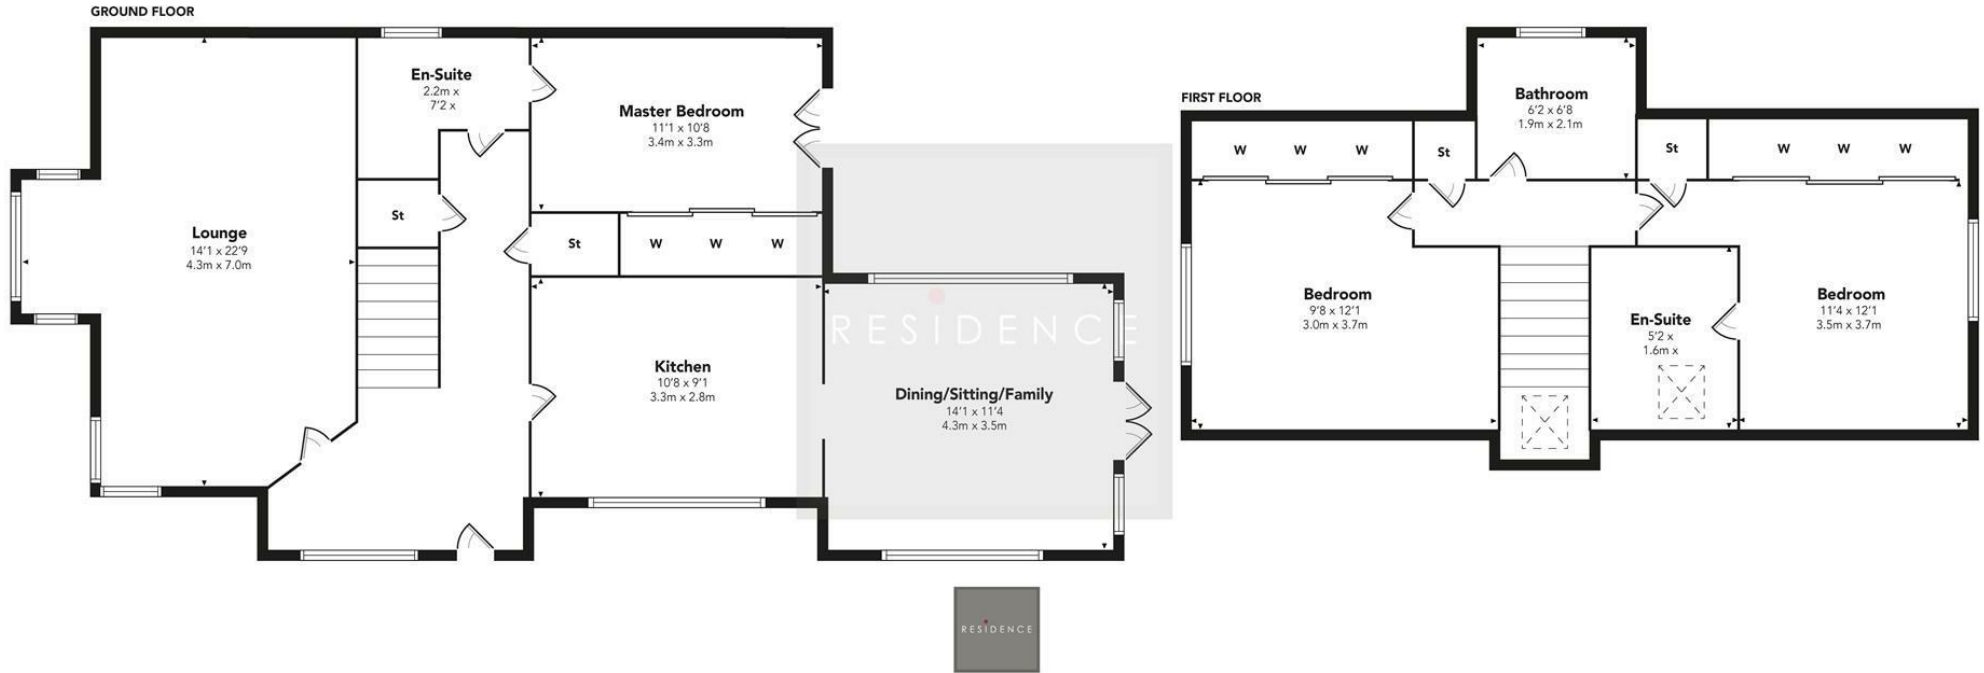 GROUND FLOOR
En-Suite
2.2m x
7'2 x
Master Bedroom
11'1 x 10'8
3.4m x 3.3m
Lounge
14'1 x 22'9
4.3m x 7.0m
St
St
W W W
Kitchen
10'8 x 9'1
3.3m x 2.8m
RESIDENCE
Dining/Sitting/Family
14'1 x 11'4
4.3m x 3.5m
RESIDENCE
FIRST FLOOR
Bathroom
6'2 x 6'8
1.9m x 2.1m
W W W
St
St
W W W
Bedroom
9'8 x 12'1
3.0m x 3.7m
En-Suite
5'2 x
1.6m x
Bedroom
11'4 x 12'1
3.5m x 3.7m